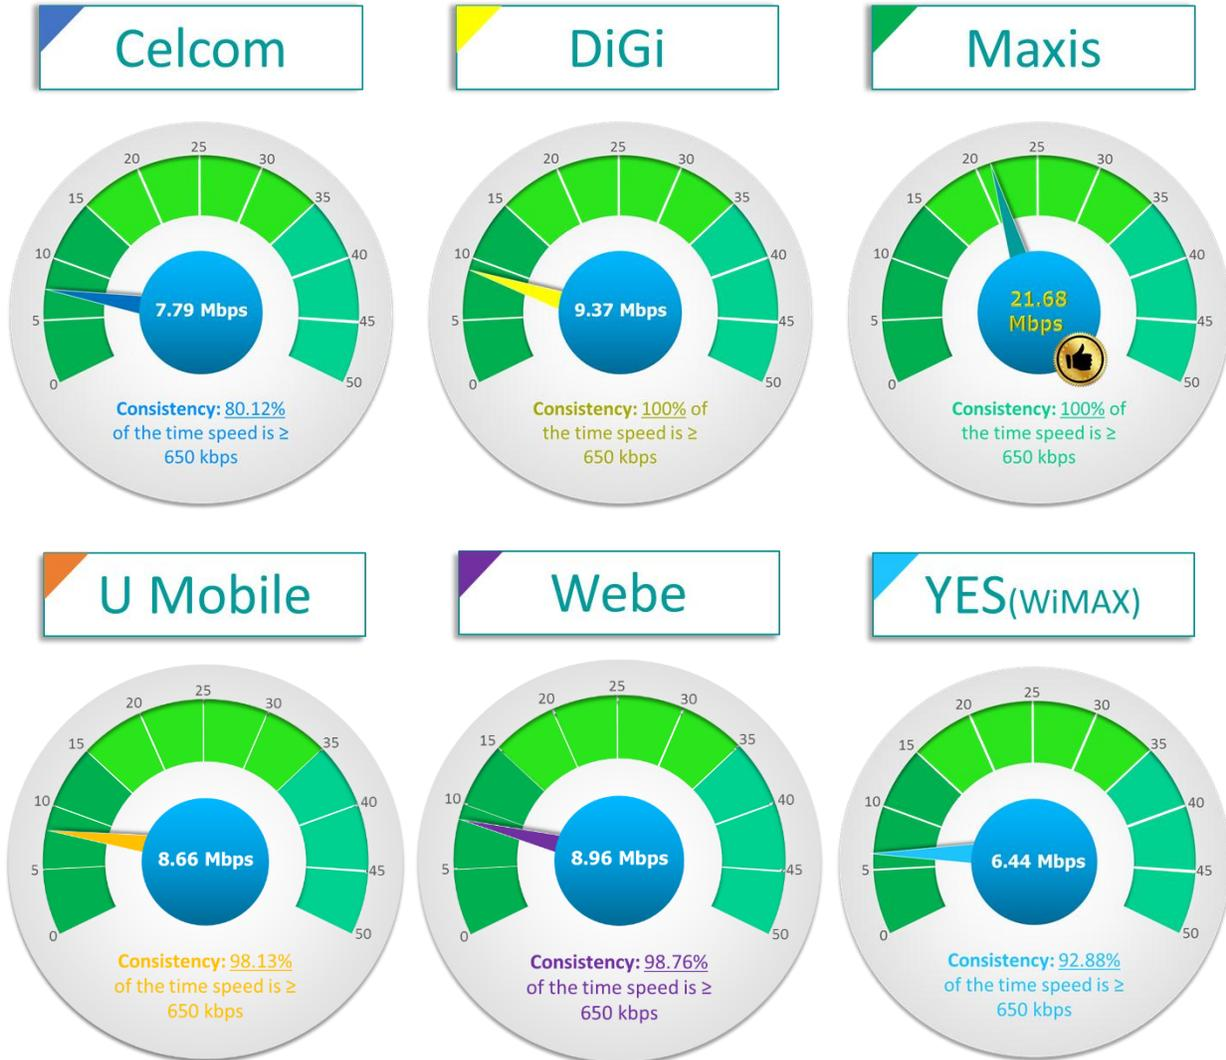 Celcom
DiGi
Maxis
0
5
10
15
20
25
30
35
40
45
50
7.79 Mbps
Consistency: 80.12%
of the time speed is ≥
650 kbps
0
5
10
15
20
25
30
35
40
45
50
9.37 Mbps
Consistency: 100% of
the time speed is ≥
650 kbps
0
5
10
15
20
25
30
35
40
45
50
21.68
Mbps
Consistency: 100% of
the time speed is ≥
650 kbps
U Mobile
Webe
YES(WiMAX)
0
5
10
15
20
25
30
35
40
45
50
8.66 Mbps
Consistency: 98.13%
of the time speed is ≥
650 kbps
0
5
10
15
20
25
30
35
40
45
50
8.96 Mbps
Consistency: 98.76%
of the time speed is ≥
650 kbps
0
5
10
15
20
25
30
35
40
45
50
6.44 Mbps
Consistency: 92.88%
of the time speed is ≥
650 kbps